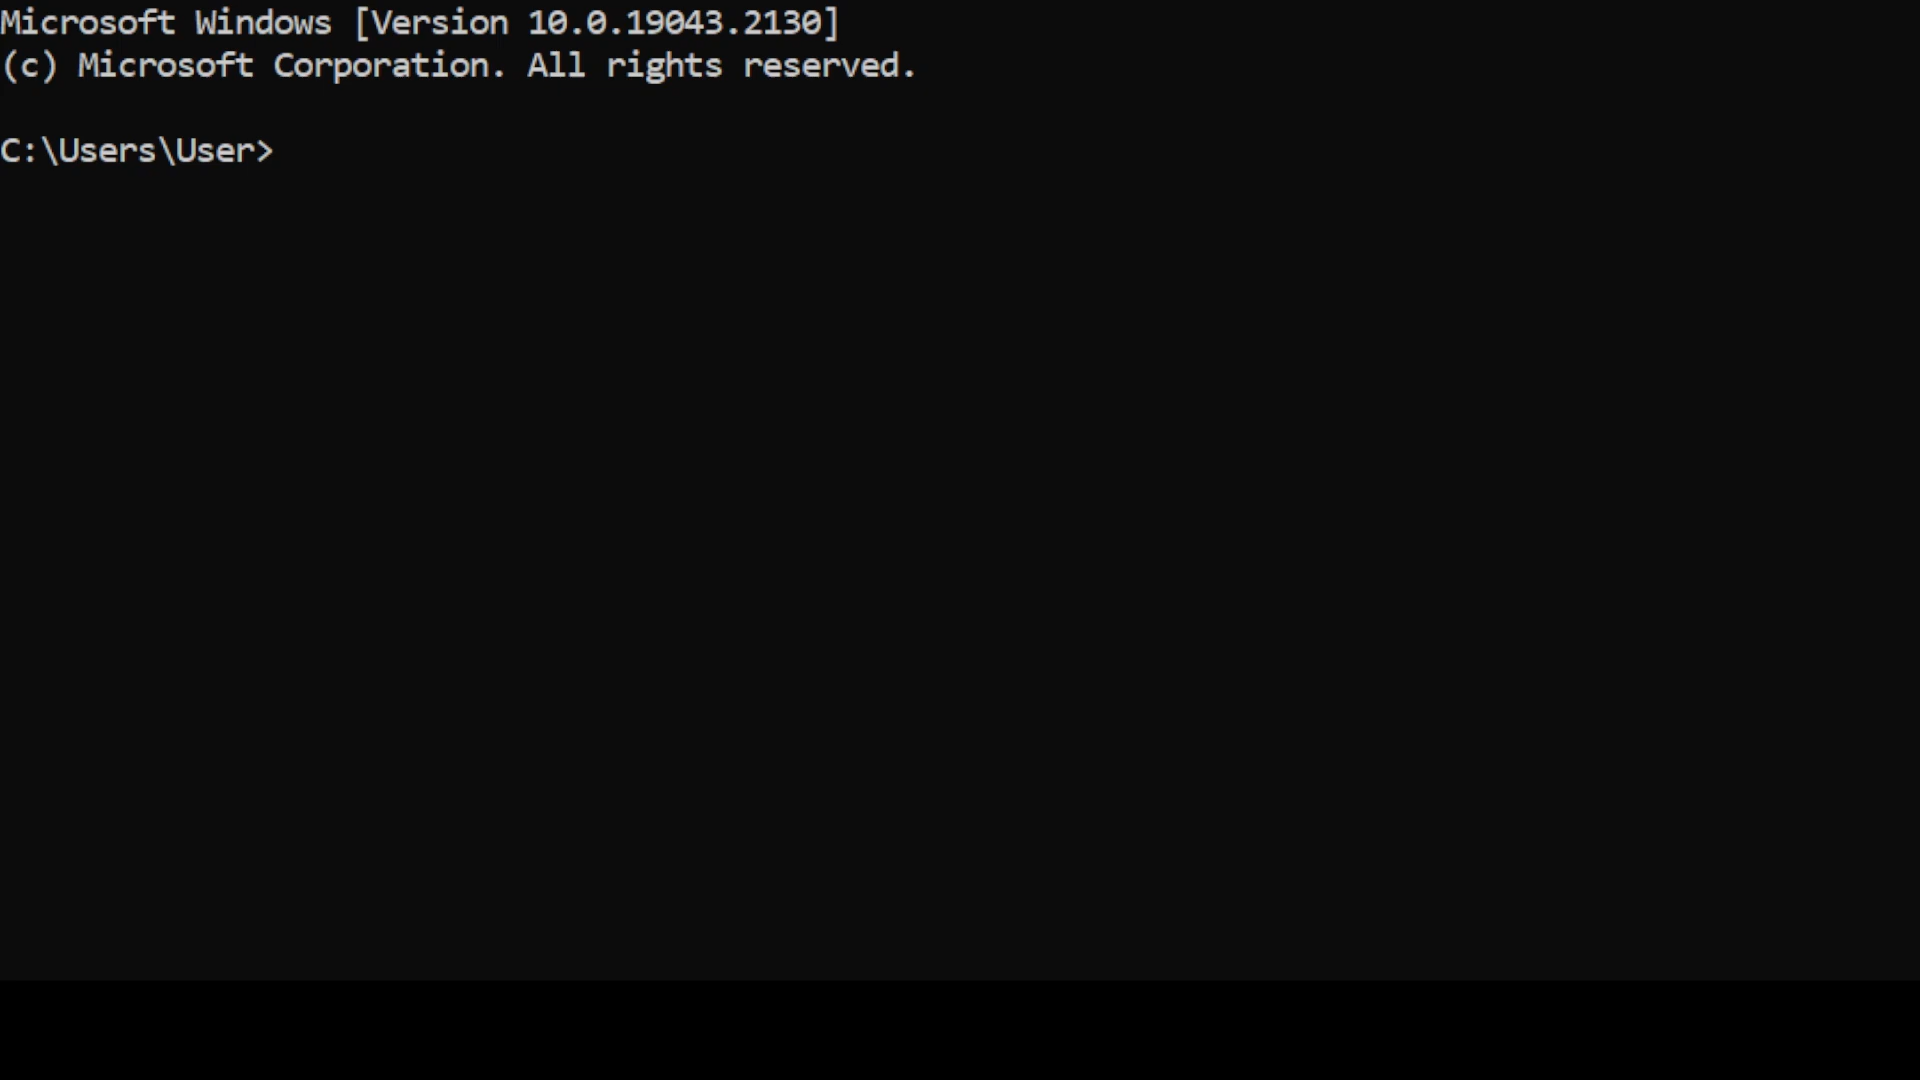 Microsoft Windows [Version 10.0.19043.2130]
(c) Microsoft Corporation. All rights reserved.
C:\Users\User>